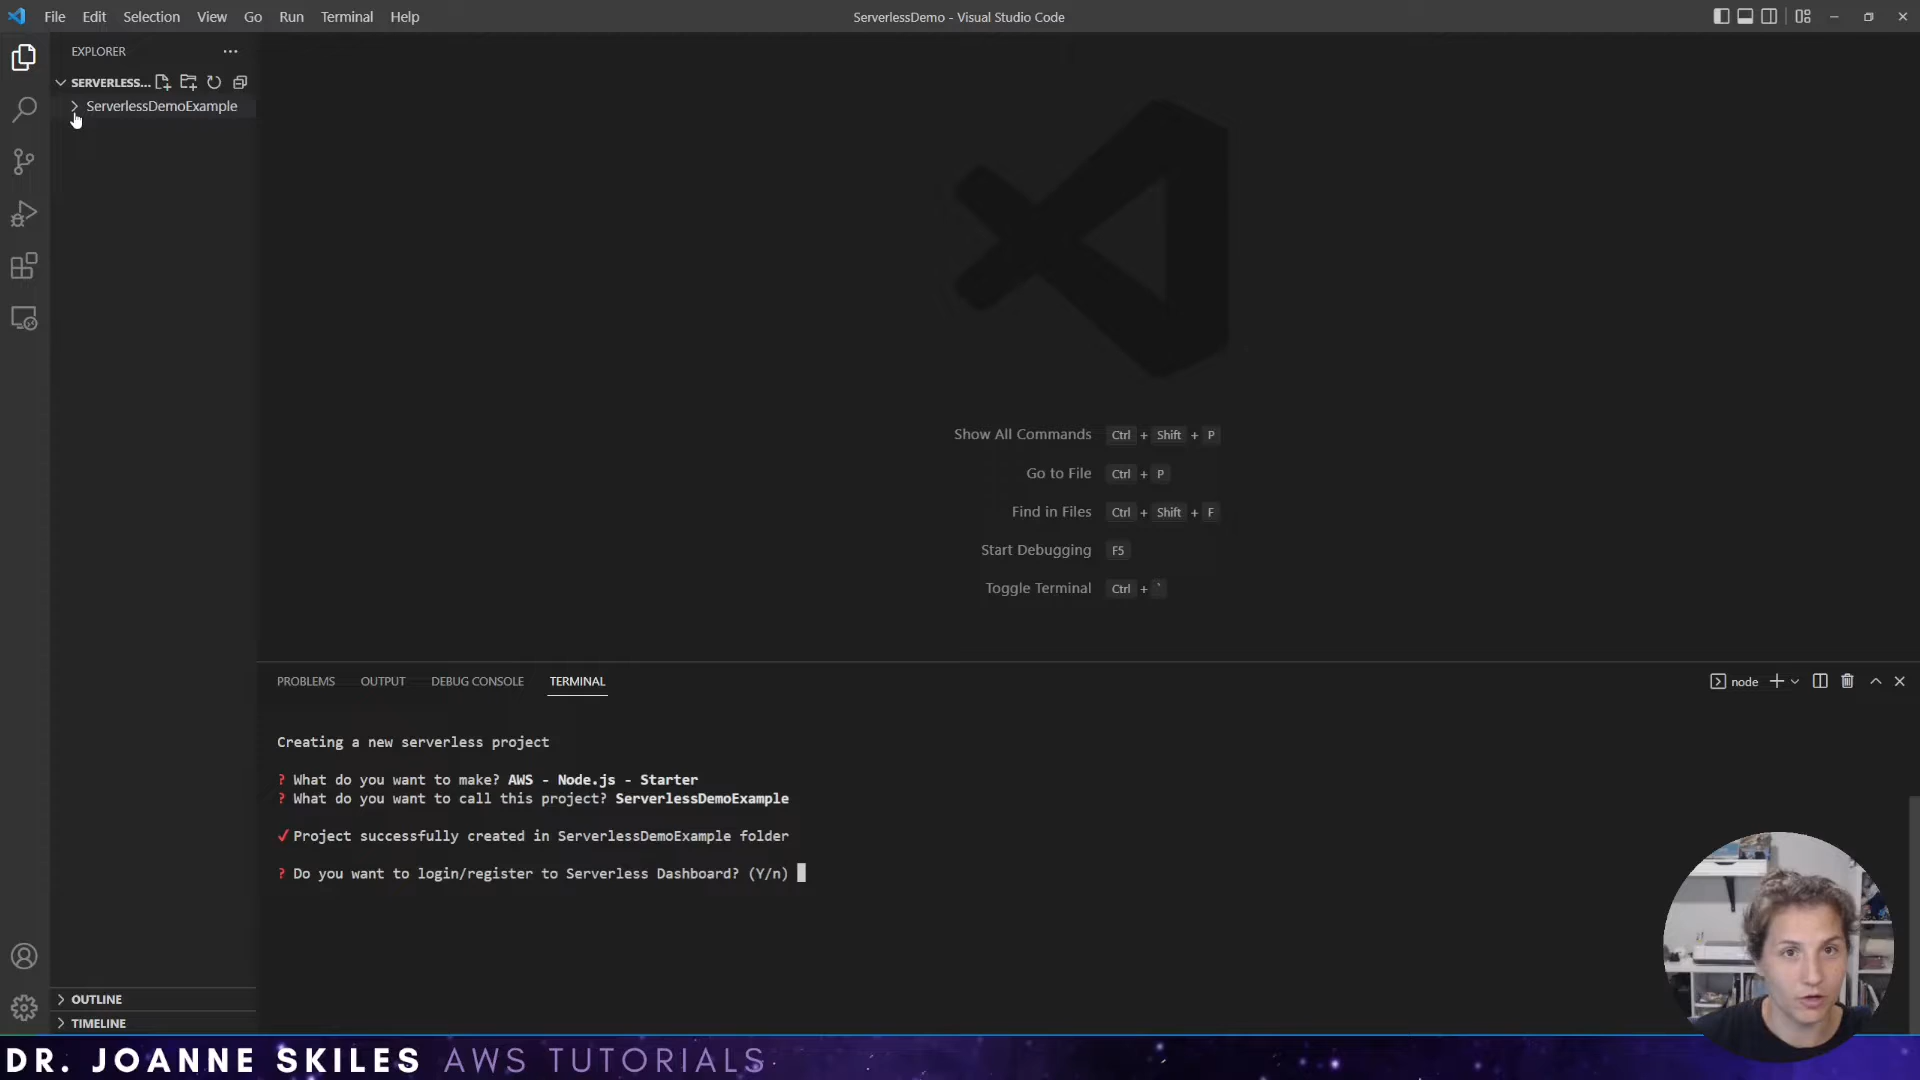 File Edit Selection View Go Run Terminal Help
ServerlessDemo - Visual Studio Code
EXPLORER
SERVERLESS...
ServerlessDemoExample
Show All Commands Ctrl + Shift + P
Go to File Ctrl + P
Find in Files Ctrl + Shift + F
Start Debugging F5
Toggle Terminal Ctrl + `
PROBLEMS OUTPUT DEBUG CONSOLE TERMINAL
node
Creating a new serverless project
? What do you want to make? AWS - Node.js - Starter
? What do you want to call this project? ServerlessDemoExample
✓ Project successfully created in ServerlessDemoExample folder
? Do you want to login/register to Serverless Dashboard? (Y/n)
OUTLINE
TIMELINE
DR. JOANNE SKILES AWS TUTORIALS